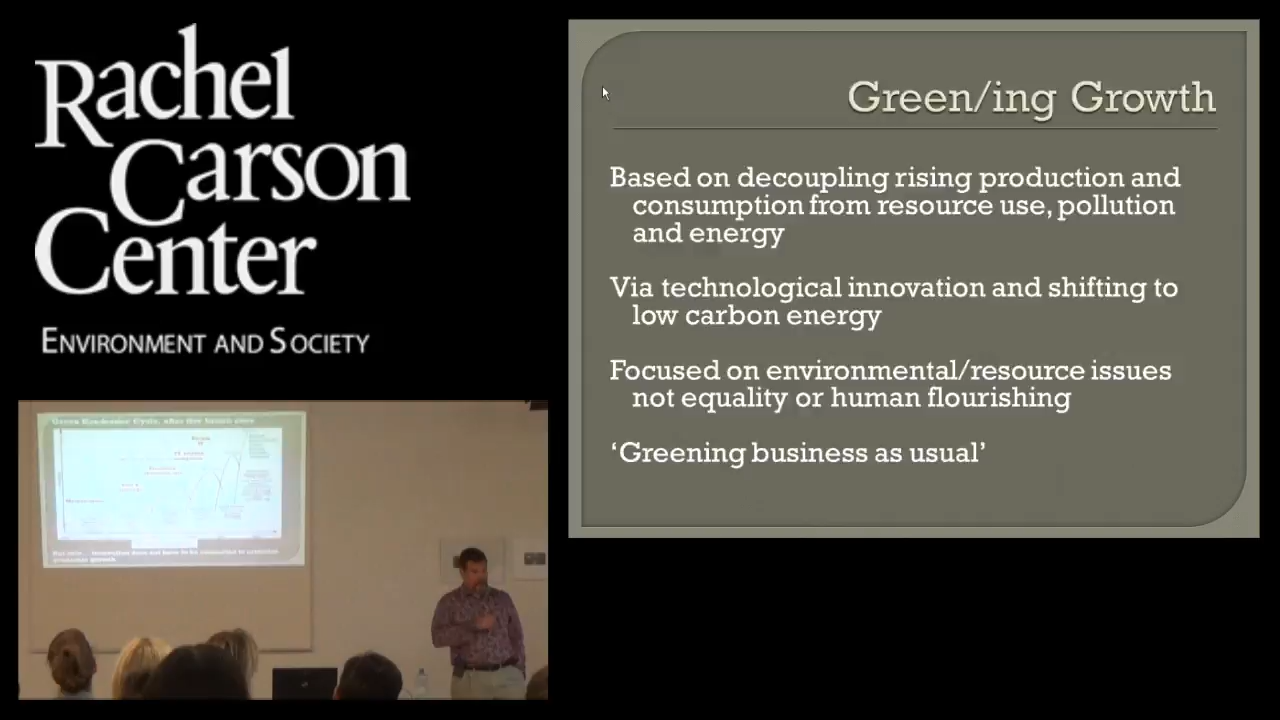 Rachel
Carson
Center
ENVIRONMENT AND SOCIETY
Green/ing Growth
Based on decoupling rising production and
consumption from resource use, pollution
and energy
Via technological innovation and shifting to
low carbon energy
Focused on environmental/resource issues
not equality or human flourishing
‘Greening business as usual’